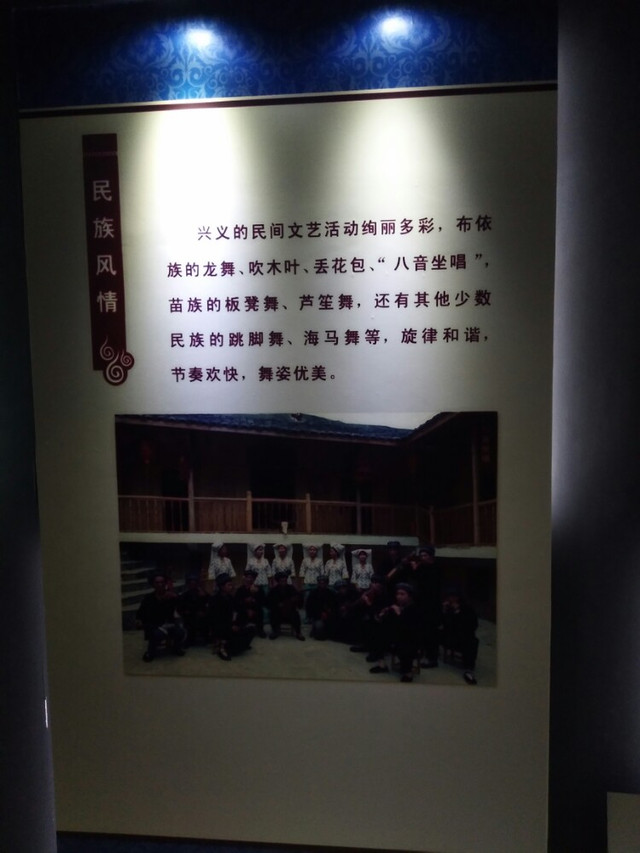 民族风情
兴义的民间文艺活动绚丽多彩，布依
族的龙舞、吹木叶、丢花包、“八音坐唱”，
苗族的板凳舞、芦笙舞，还有其他少数
民族的跳脚舞、海马舞等，旋律和谐，
节奏欢快，舞姿优美。